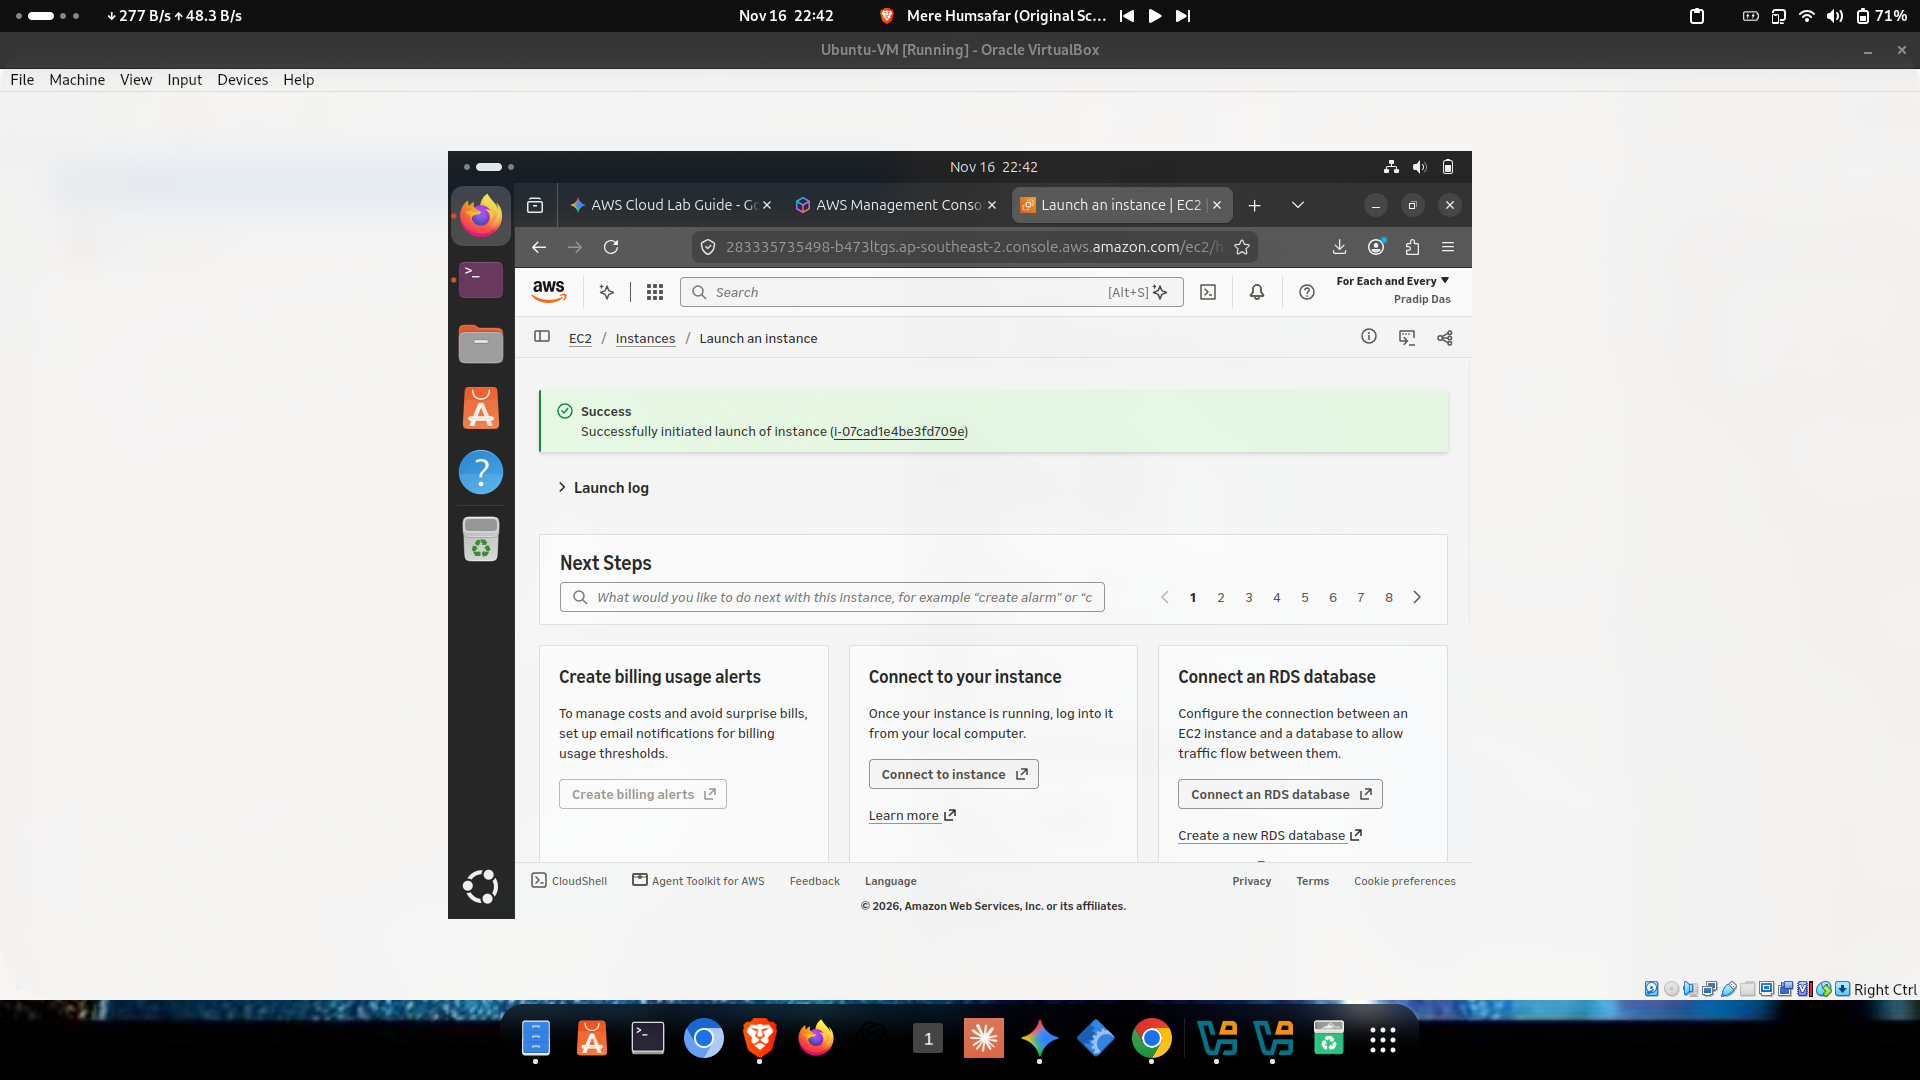 277 B/s 48.3 B/s
Nov 16 22:42
Mere Humsafar (Original Sc...
71%
Ubuntu-VM [Running] - Oracle VirtualBox
File Machine View Input Devices Help
Nov 16 22:42
AWS Cloud Lab Guide - Go
AWS Management Conso
Launch an instance | EC2 |
283335735498-b473ltgs.ap-southeast-2.console.aws.amazon.com/ec2/h
aws
Search
[Alt+S]
For Each and Every
Pradip Das
EC2 / Instances / Launch an instance
Success
Successfully initiated launch of instance (i-07cad1e4be3fd709e)
Launch log
Next Steps
What would you like to do next with this instance, for example “create alarm” or “c
1 2 3 4 5 6 7 8
Create billing usage alerts
To manage costs and avoid surprise bills,
set up email notifications for billing
usage thresholds.
Create billing alerts
Connect to your instance
Once your instance is running, log into it
from your local computer.
Connect to instance
Learn more
Connect an RDS database
Configure the connection between an
EC2 instance and a database to allow
traffic flow between them.
Connect an RDS database
Create a new RDS database
CloudShell
Agent Toolkit for AWS
Feedback
Language
Privacy
Terms
Cookie preferences
© 2026, Amazon Web Services, Inc. or its affiliates.
Right Ctrl
1